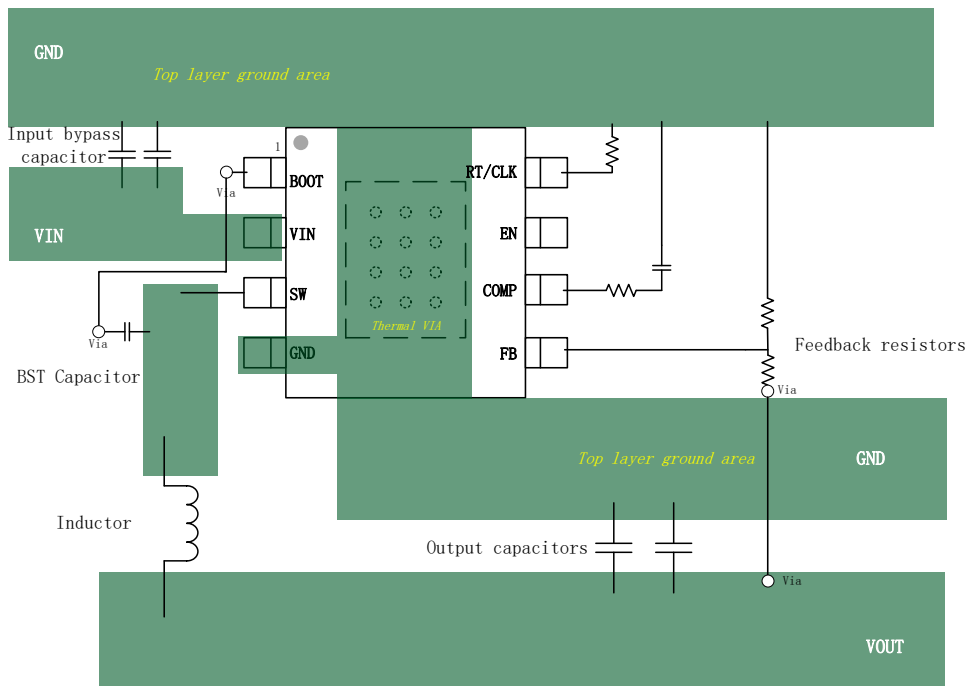 GND
Top layer ground area
Input bypass
capacitor
1
BOOT
RT/CLK
Via
VIN
VIN
EN
SW
COMP
Thermal VIA
Via
GND
FB
Feedback resistors
BST Capacitor
Via
Top layer ground area
GND
Inductor
Output capacitors
Via
VOUT